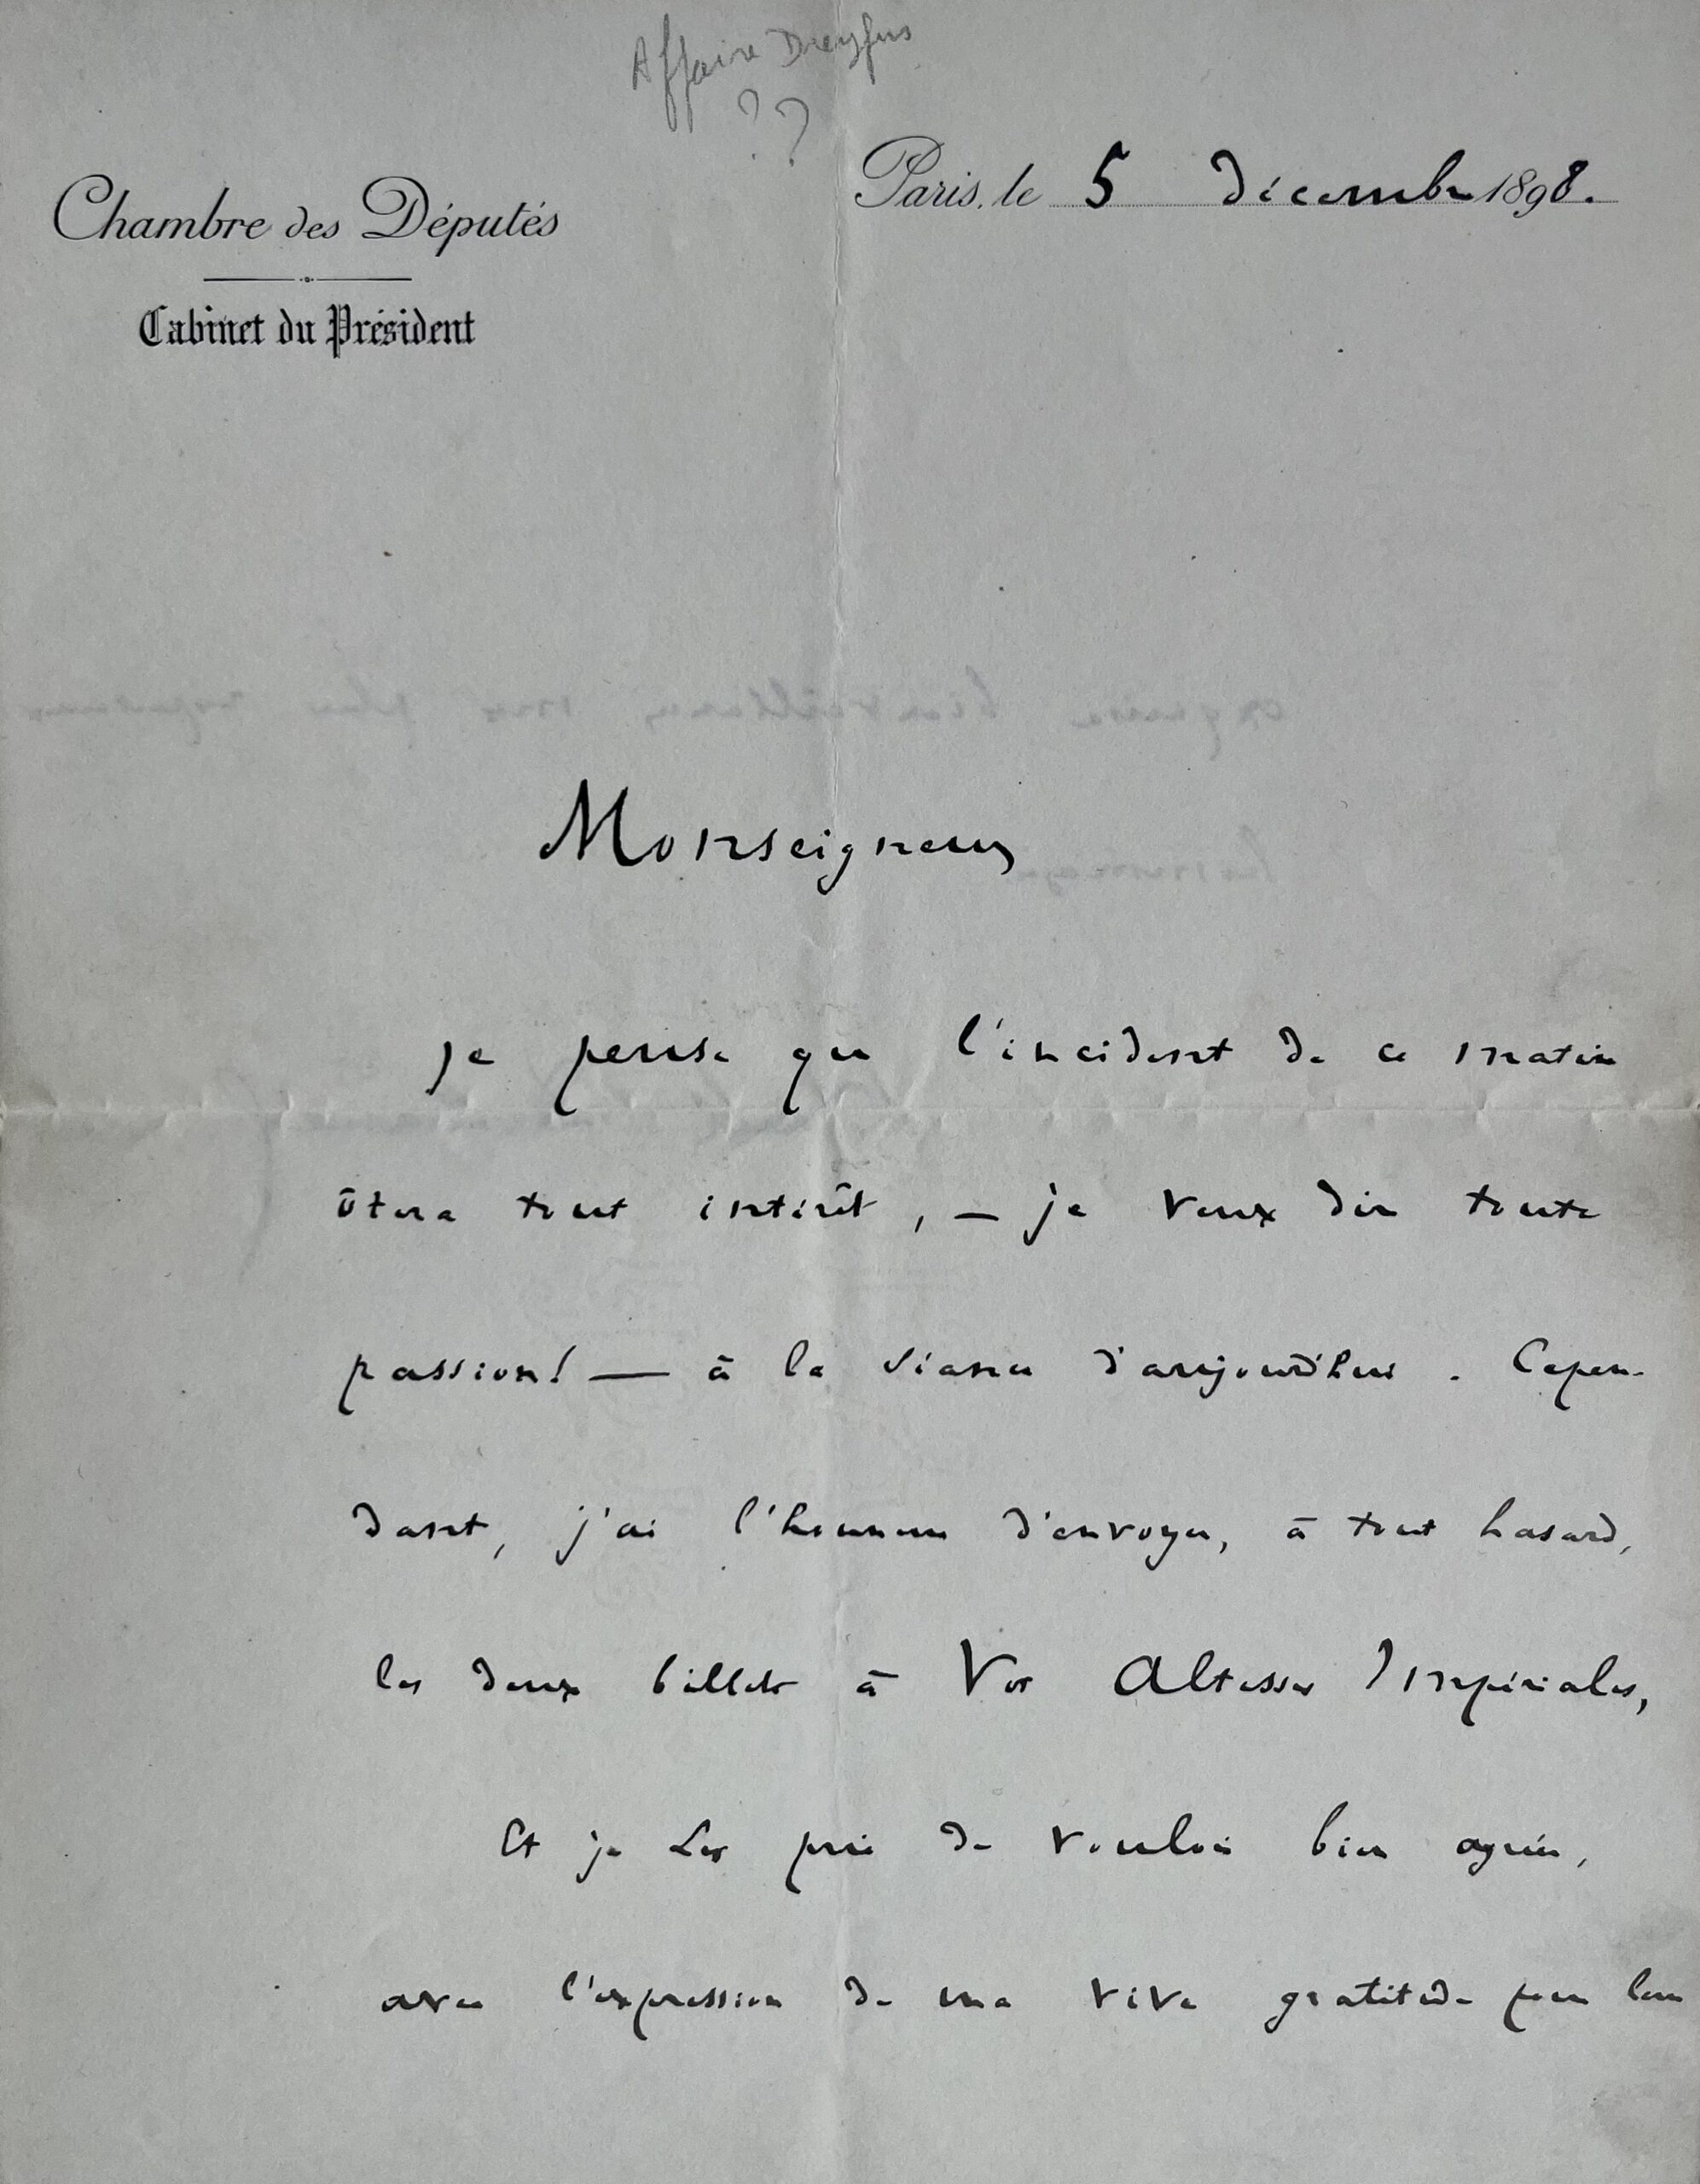 Affaire Dreyfus
??
Paris, le 5 décembre 1898.
Chambre des Députés
Cabinet du Président
Monseigneur
Je pense que l'incident de ce matin
ôtera tout intérêt, — je veux dire toute
passion! — à la séance d'aujourd'hui. Cepen-
dant, j'ai l'honneur d'envoyer, à tout hasard,
les deux billets à Vos Altesses Impériales,
Et je Les prie de vouloir bien agréer,
avec l'expression de ma vive gratitude pour leur